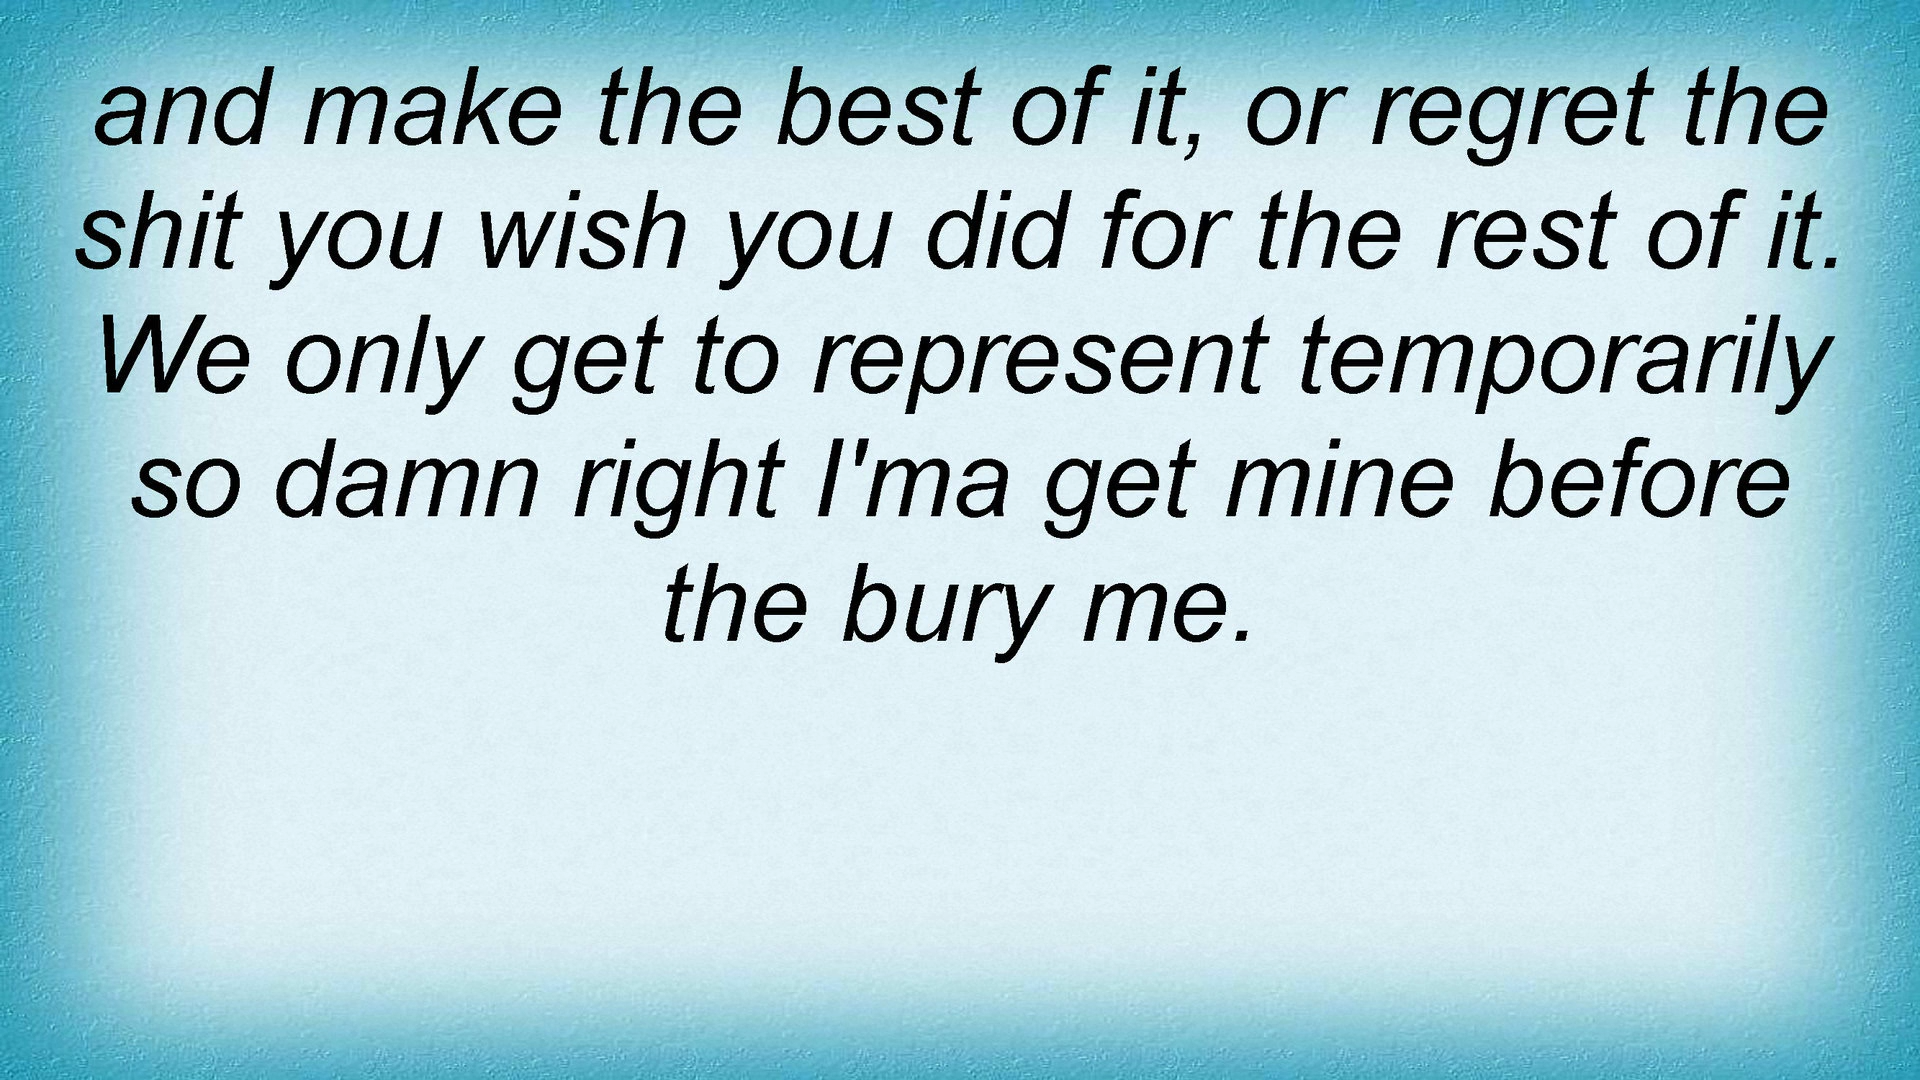 and make the best of it, or regret the
shit you wish you did for the rest of it.
We only get to represent temporarily
so damn right I'ma get mine before
the bury me.